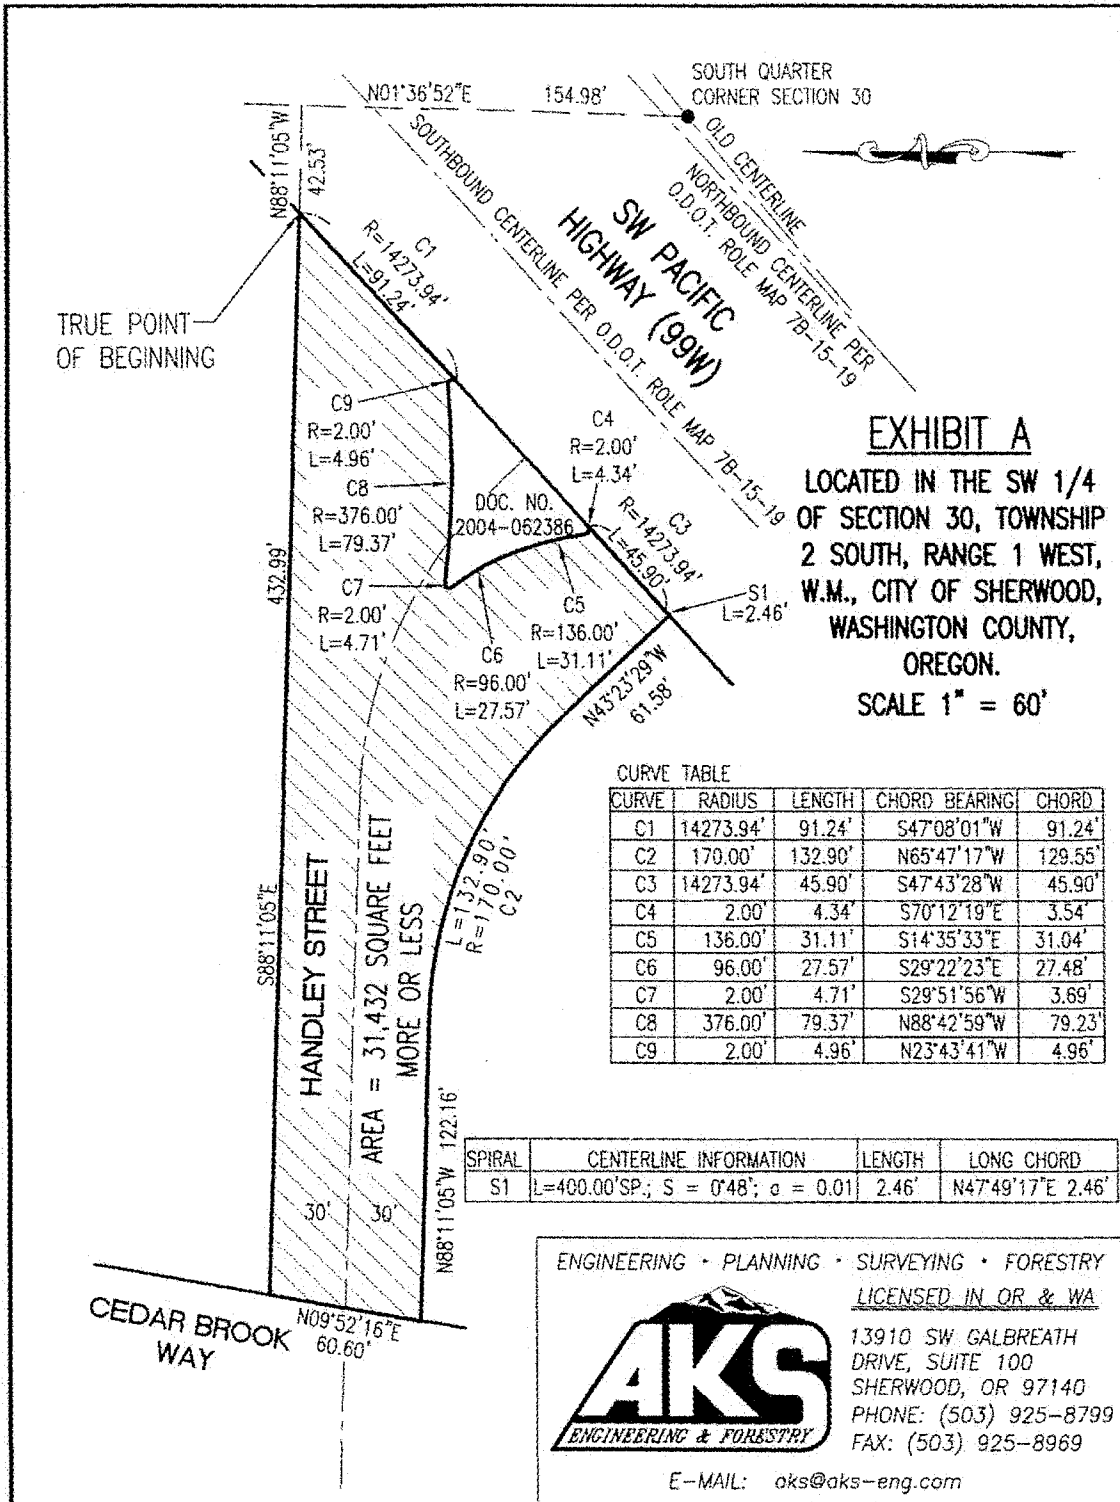 SOUTH QUARTER
CORNER SECTION 30
N01°36'52"E 154.98'
N88°11'05"W
42.53'
OLD CENTERLINE
NORTHBOUND CENTERLINE PER
O.D.O.T. ROLE MAP 7B-15-19
SW PACIFIC
HIGHWAY (99W)
SOUTHBOUND CENTERLINE PER O.D.O.T. ROLE MAP 7B-15-19
C1
R=14273.94'
L=91.24'
TRUE POINT
OF BEGINNING
C9
R=2.00'
L=4.96'
C8
R=376.00'
L=79.37'
C7
R=2.00'
L=4.71'
DOC. NO.
2004-062386
C4
R=2.00'
L=4.34'
C3
R=14273.94'
L=45.90'
S1
L=2.46'
C5
R=136.00'
L=31.11'
C6
R=96.00'
L=27.57'
N43°23'29"W
61.58'
432.99'
S88°11'05"E
EXHIBIT A
LOCATED IN THE SW 1/4
OF SECTION 30, TOWNSHIP
2 SOUTH, RANGE 1 WEST,
W.M., CITY OF SHERWOOD,
WASHINGTON COUNTY,
OREGON.
SCALE 1" = 60'
CURVE TABLE
CURVE RADIUS LENGTH CHORD BEARING CHORD
C1 14273.94' 91.24' S47°08'01"W 91.24'
C2 170.00' 132.90' N65°47'17"W 129.55'
C3 14273.94' 45.90' S47°43'28"W 45.90'
C4 2.00' 4.34' S70°12'19"E 3.54'
C5 136.00' 31.11' S14°35'33"E 31.04'
C6 96.00' 27.57' S29°22'23"E 27.48'
C7 2.00' 4.71' S29°51'56"W 3.69'
C8 376.00' 79.37' N88°42'59"W 79.23'
C9 2.00' 4.96' N23°43'41"W 4.96'
L=132.90'
R=170.00'
C2
HANDLEY STREET
AREA = 31,432 SQUARE FEET
MORE OR LESS
N88°11'05"W 122.16'
30' 30'
SPIRAL CENTERLINE INFORMATION LENGTH LONG CHORD
S1 L=400.00'SP.; S = 0°48'; a = 0.01 2.46' N47°49'17"E 2.46'
N09°52'16"E
60.60'
CEDAR BROOK
WAY
ENGINEERING · PLANNING · SURVEYING · FORESTRY
LICENSED IN OR & WA
AKS
ENGINEERING & FORESTRY
13910 SW GALBREATH
DRIVE, SUITE 100
SHERWOOD, OR 97140
PHONE: (503) 925-8799
FAX: (503) 925-8969
E-MAIL: aks@aks-eng.com